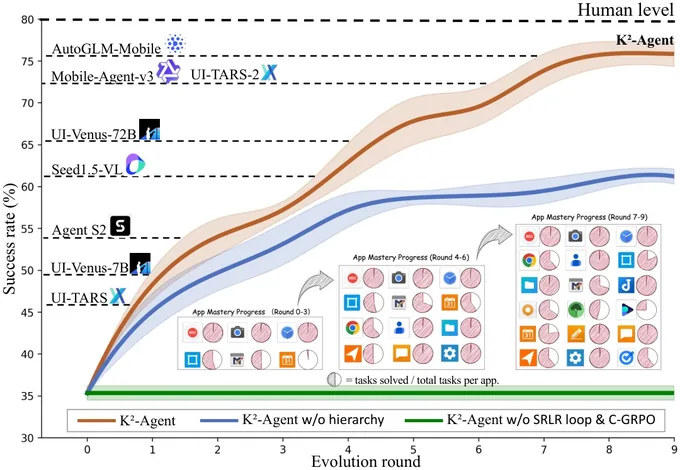 Human level
K²-Agent
AutoGLM-Mobile
Mobile-Agent-v3
UI-TARS-2
UI-Venus-72B
Seed1.5-VL
Agent S2
UI-Venus-7B
UI-TARS
Success rate (%)
80
75
70
65
60
55
50
45
40
35
30
App Mastery Progress (Round 0-3)
App Mastery Progress (Round 4-6)
App Mastery Progress (Round 7-9)
= tasks solved / total tasks per app.
K²-Agent
K²-Agent w/o hierarchy
K²-Agent w/o SRLR loop & C-GRPO
0 1 2 3 4 5 6 7 8 9
Evolution round